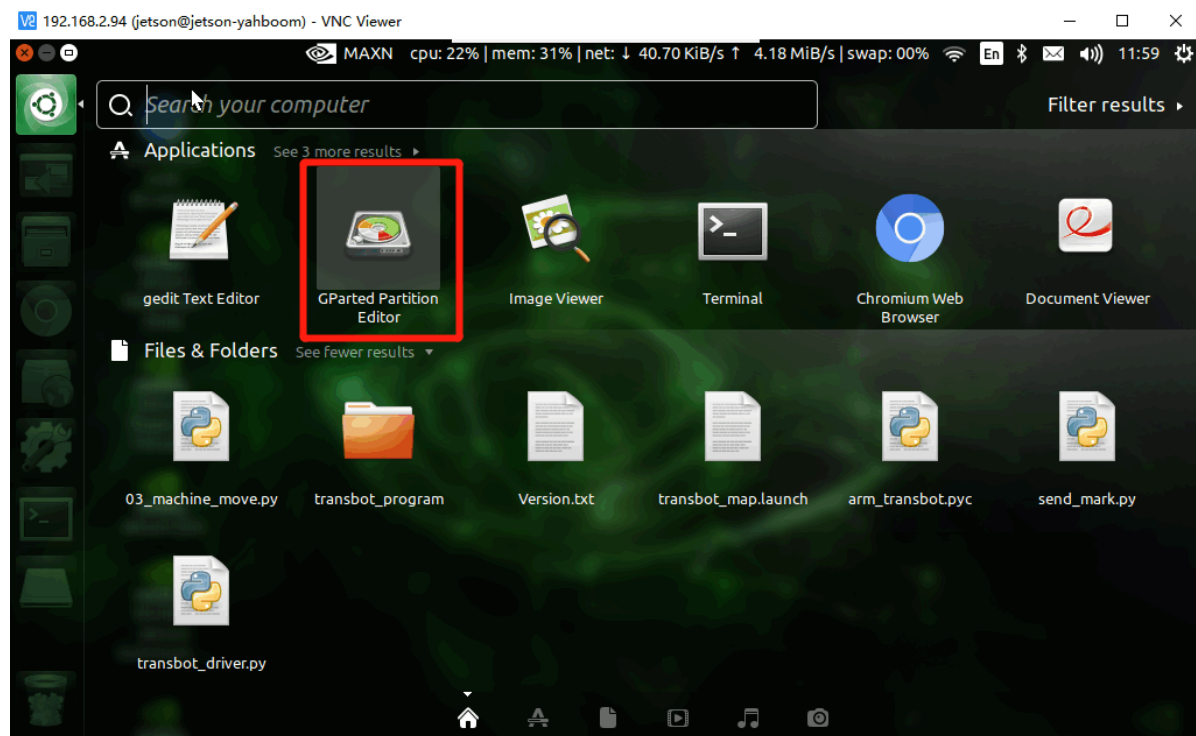 192.168.2.94 (jetson@jetson-yahboom) - VNC Viewer
MAXN cpu: 22% | mem: 31% | net: ↓ 40.70 KiB/s ↑ 4.18 MiB/s | swap: 00% En 11:59
Search your computer
Filter results
Applications See 3 more results
gedit Text Editor
GParted Partition
Editor
Image Viewer
Terminal
Chromium Web
Browser
Document Viewer
Files & Folders See fewer results
03_machine_move.py
transbot_program
Version.txt
transbot_map.launch
arm_transbot.pyc
send_mark.py
transbot_driver.py